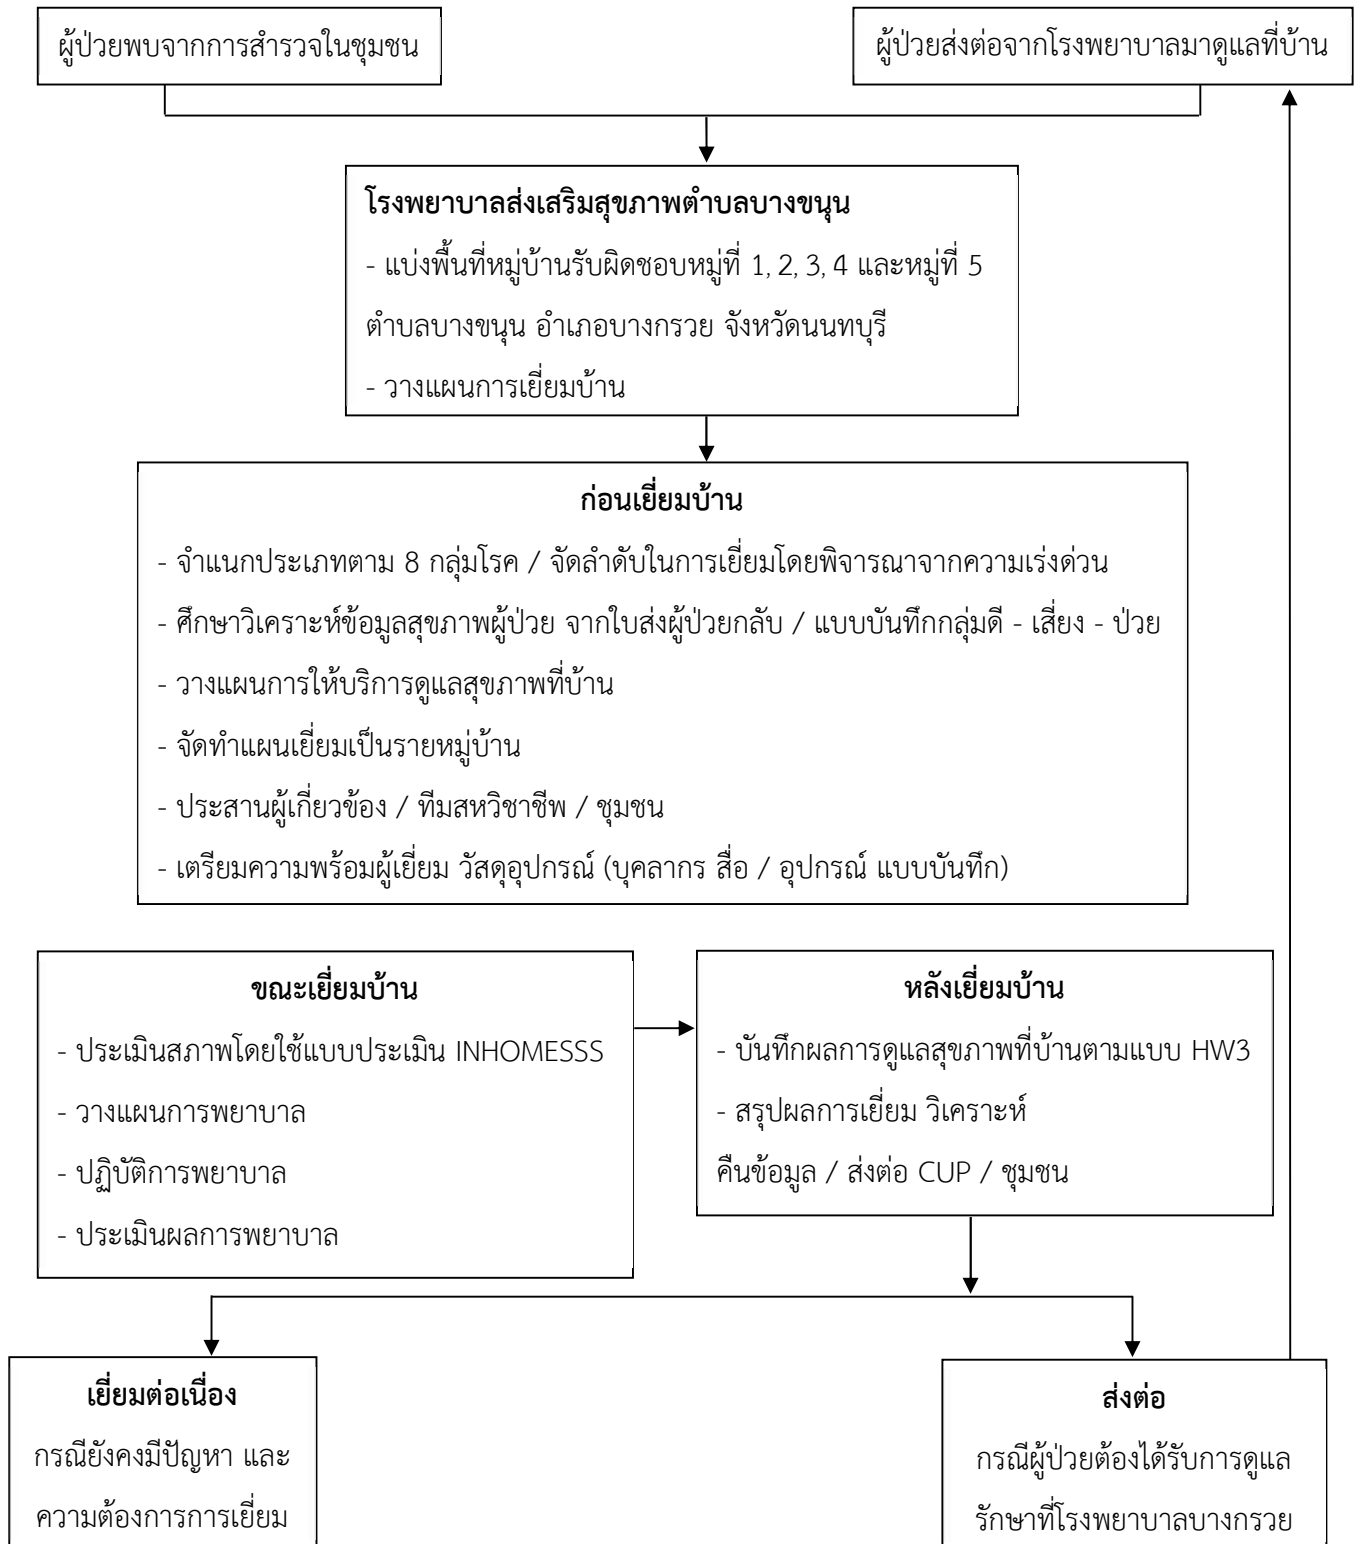 ผู้ป่วยพบจากการสำรวจในชุมชน
ผู้ป่วยส่งต่อจากโรงพยาบาลมาดูแลที่บ้าน
โรงพยาบาลส่งเสริมสุขภาพตำบลบางขนุน
- แบ่งพื้นที่หมู่บ้านรับผิดชอบหมู่ที่ 1, 2, 3, 4 และหมู่ที่ 5
ตำบลบางขนุน อำเภอบางกรวย จังหวัดนนทบุรี
- วางแผนการเยี่ยมบ้าน
ก่อนเยี่ยมบ้าน
- จำแนกประเภทตาม 8 กลุ่มโรค / จัดลำดับในการเยี่ยมโดยพิจารณาจากความเร่งด่วน
- ศึกษาวิเคราะห์ข้อมูลสุขภาพผู้ป่วย จากใบส่งผู้ป่วยกลับ / แบบบันทึกกลุ่มดี - เสี่ยง - ป่วย
- วางแผนการให้บริการดูแลสุขภาพที่บ้าน
- จัดทำแผนเยี่ยมเป็นรายหมู่บ้าน
- ประสานผู้เกี่ยวข้อง / ทีมสหวิชาชีพ / ชุมชน
- เตรียมความพร้อมผู้เยี่ยม วัสดุอุปกรณ์ (บุคลากร สื่อ / อุปกรณ์ แบบบันทึก)
ขณะเยี่ยมบ้าน
- ประเมินสภาพโดยใช้แบบประเมิน INHOMESSS
- วางแผนการพยาบาล
- ปฏิบัติการพยาบาล
- ประเมินผลการพยาบาล
หลังเยี่ยมบ้าน
- บันทึกผลการดูแลสุขภาพที่บ้านตามแบบ HW3
- สรุปผลการเยี่ยม วิเคราะห์
คืนข้อมูล / ส่งต่อ CUP / ชุมชน
เยี่ยมต่อเนื่อง
กรณียังคงมีปัญหา และ
ความต้องการการเยี่ยม
ส่งต่อ
กรณีผู้ป่วยต้องได้รับการดูแล
รักษาที่โรงพยาบาลบางกรวย